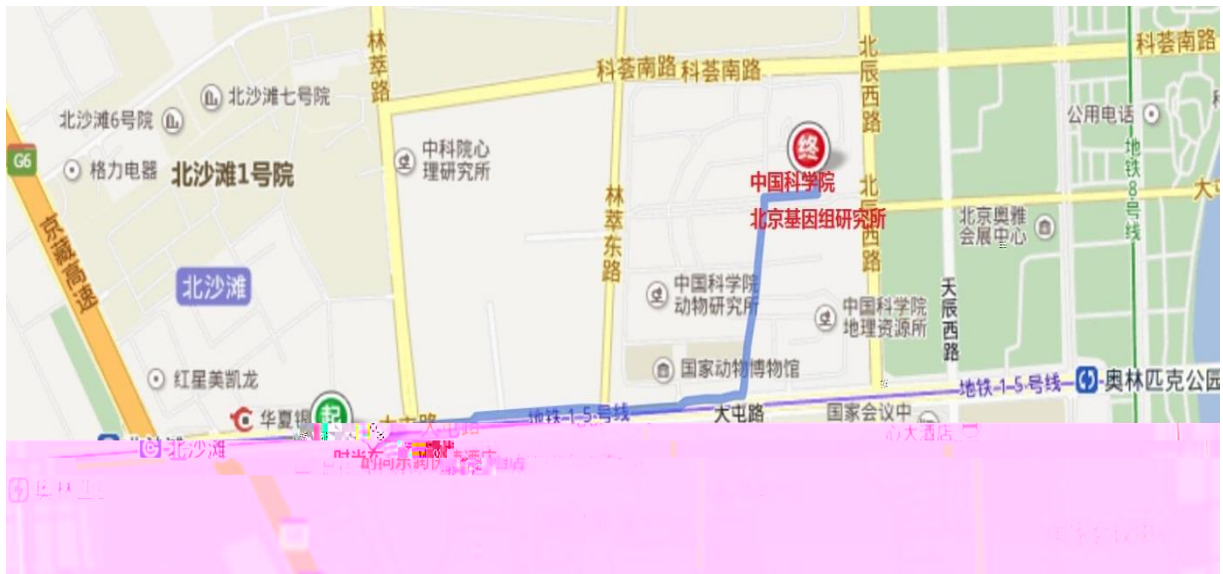 林萃路
科荟南路
科荟南路
北辰西路
科荟南路
北沙滩七号院
北沙滩6号院
格力电器
北沙滩1号院
G6
中科院心
理研究所
终
中国科学院
北京基因组研究所
公用电话
地铁8号线
林萃东路
北辰西路
北京奥雅
会展中心
京藏高速
北沙滩
中国科学院
动物研究所
中国科学院
地理资源所
天辰西路
国家动物博物馆
红星美凯龙
起
华夏银
地铁15号线
大屯路
国家会议中
地铁15号线
奥林匹克公园
心大酒店
北沙滩